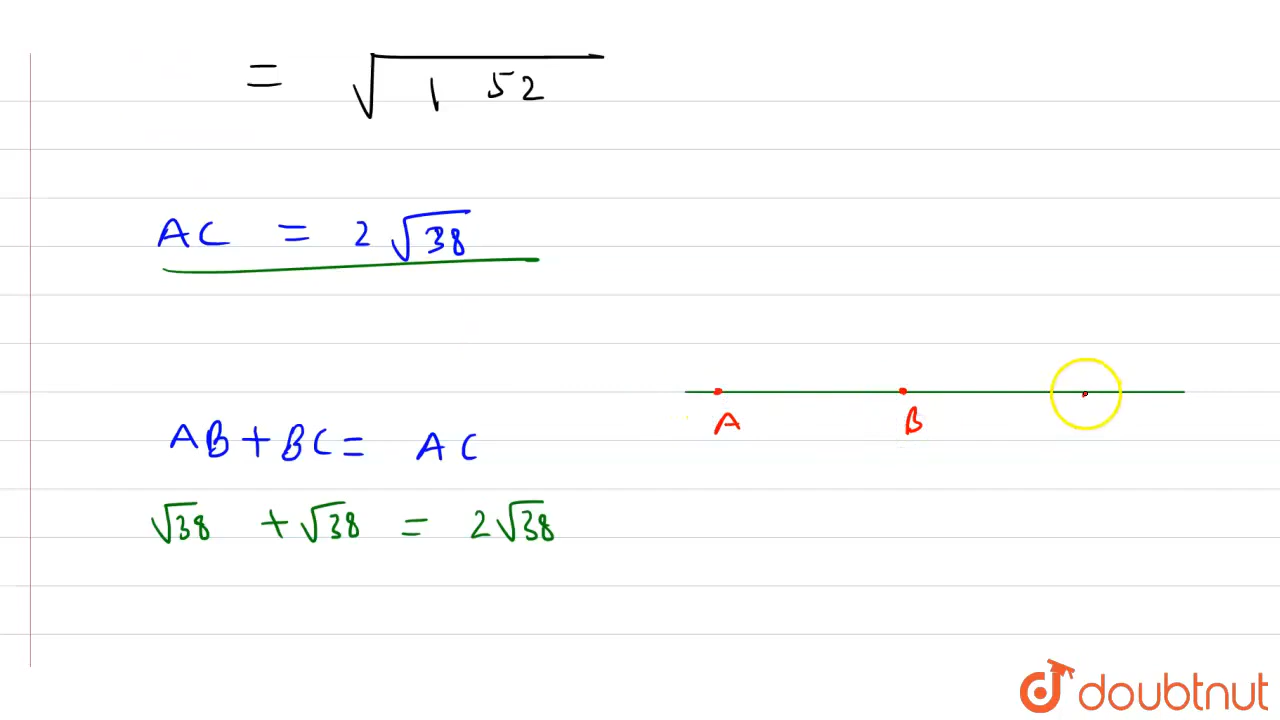 = √152
AC = 2√38
A B
AB + BC = AC
√38 + √38 = 2√38
doubtnut